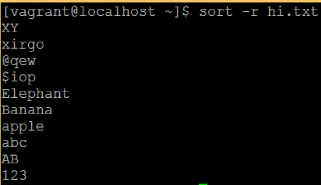 [vagrant@localhost ~]$ sort -r hi.txt
XY
xirgo
@qew
$iop
Elephant
Banana
apple
abc
AB
123